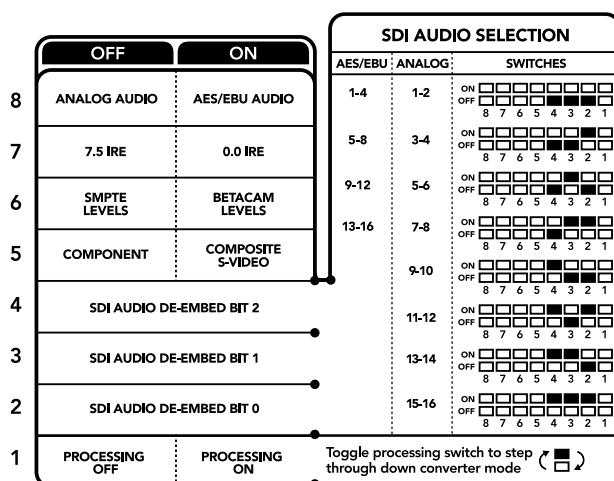 OFF ON
8 ANALOG AUDIO AES/EBU AUDIO
7 7.5 IRE 0.0 IRE
6 SMPTE LEVELS BETACAM LEVELS
5 COMPONENT COMPOSITE S-VIDEO
4 SDI AUDIO DE-EMBED BIT 2
3 SDI AUDIO DE-EMBED BIT 1
2 SDI AUDIO DE-EMBED BIT 0
1 PROCESSING OFF PROCESSING ON
SDI AUDIO SELECTION
AES/EBU ANALOG SWITCHES
1-4 1-2 ON
OFF
8 7 6 5 4 3 2 1
5-8 3-4 ON
OFF
8 7 6 5 4 3 2 1
9-12 5-6 ON
OFF
8 7 6 5 4 3 2 1
13-16 7-8 ON
OFF
8 7 6 5 4 3 2 1
9-10 ON
OFF
8 7 6 5 4 3 2 1
11-12 ON
OFF
8 7 6 5 4 3 2 1
13-14 ON
OFF
8 7 6 5 4 3 2 1
15-16 ON
OFF
8 7 6 5 4 3 2 1
Toggle processing switch to step
through down converter mode